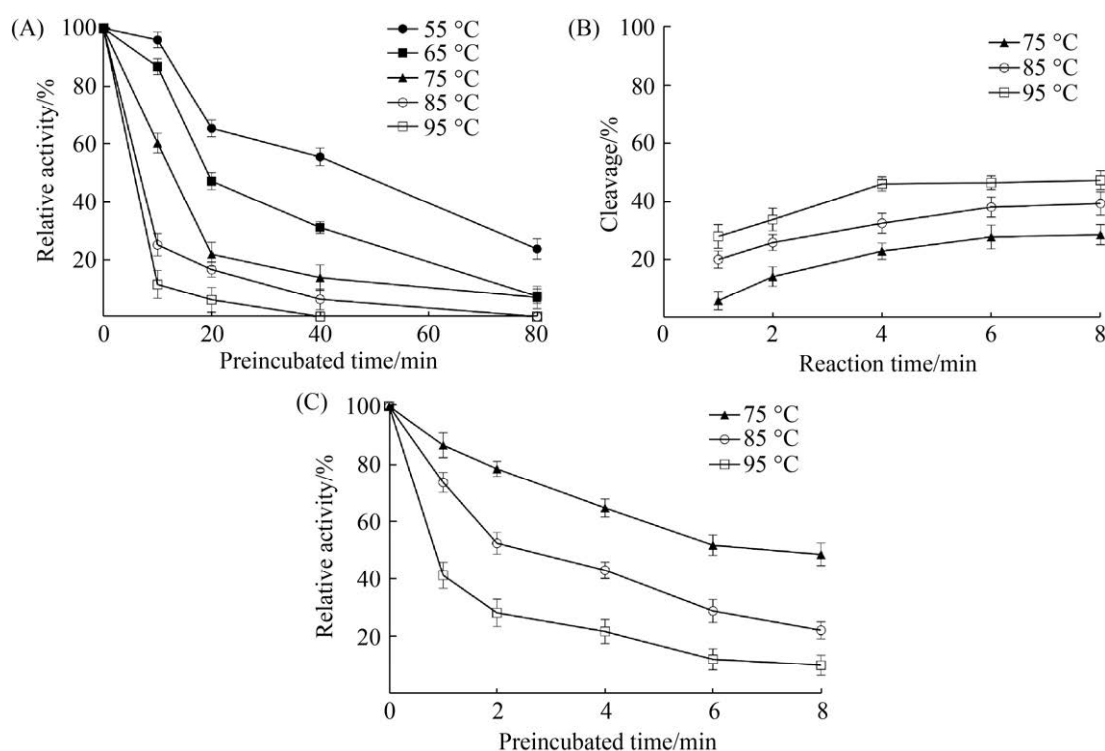 (A)
Relative activity/%
100
80
60
40
20
0
20
40
60
80
Preincubated time/min
55 °C
65 °C
75 °C
85 °C
95 °C
(B)
Cleavage/%
100
80
60
40
20
0
2
4
6
8
Reaction time/min
75 °C
85 °C
95 °C
(C)
Relative activity/%
100
80
60
40
20
0
2
4
6
8
Preincubated time/min
75 °C
85 °C
95 °C